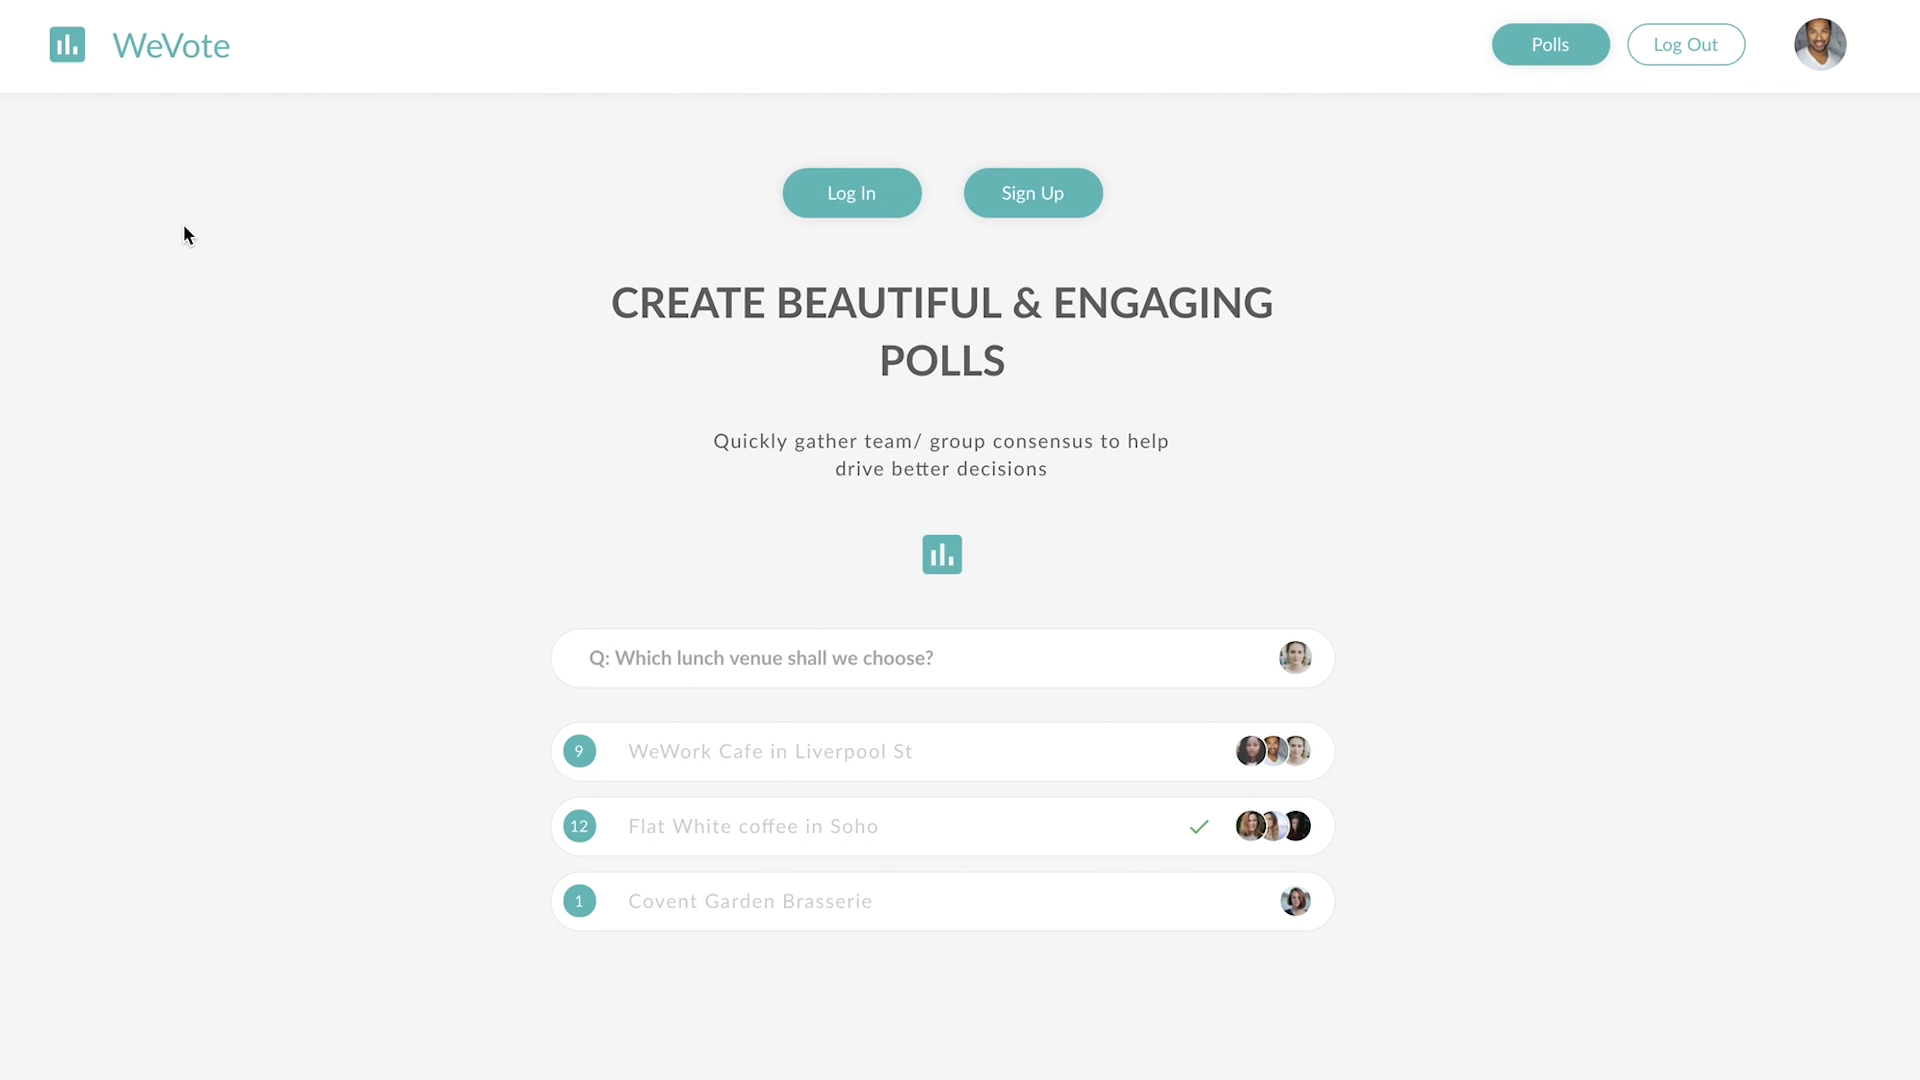 WeVote
Polls
Log Out
Log In
Sign Up
CREATE BEAUTIFUL & ENGAGING
POLLS
Quickly gather team/ group consensus to help
drive better decisions
Q: Which lunch venue shall we choose?
9 WeWork Cafe in Liverpool St
12 Flat White coffee in Soho
1 Covent Garden Brasserie